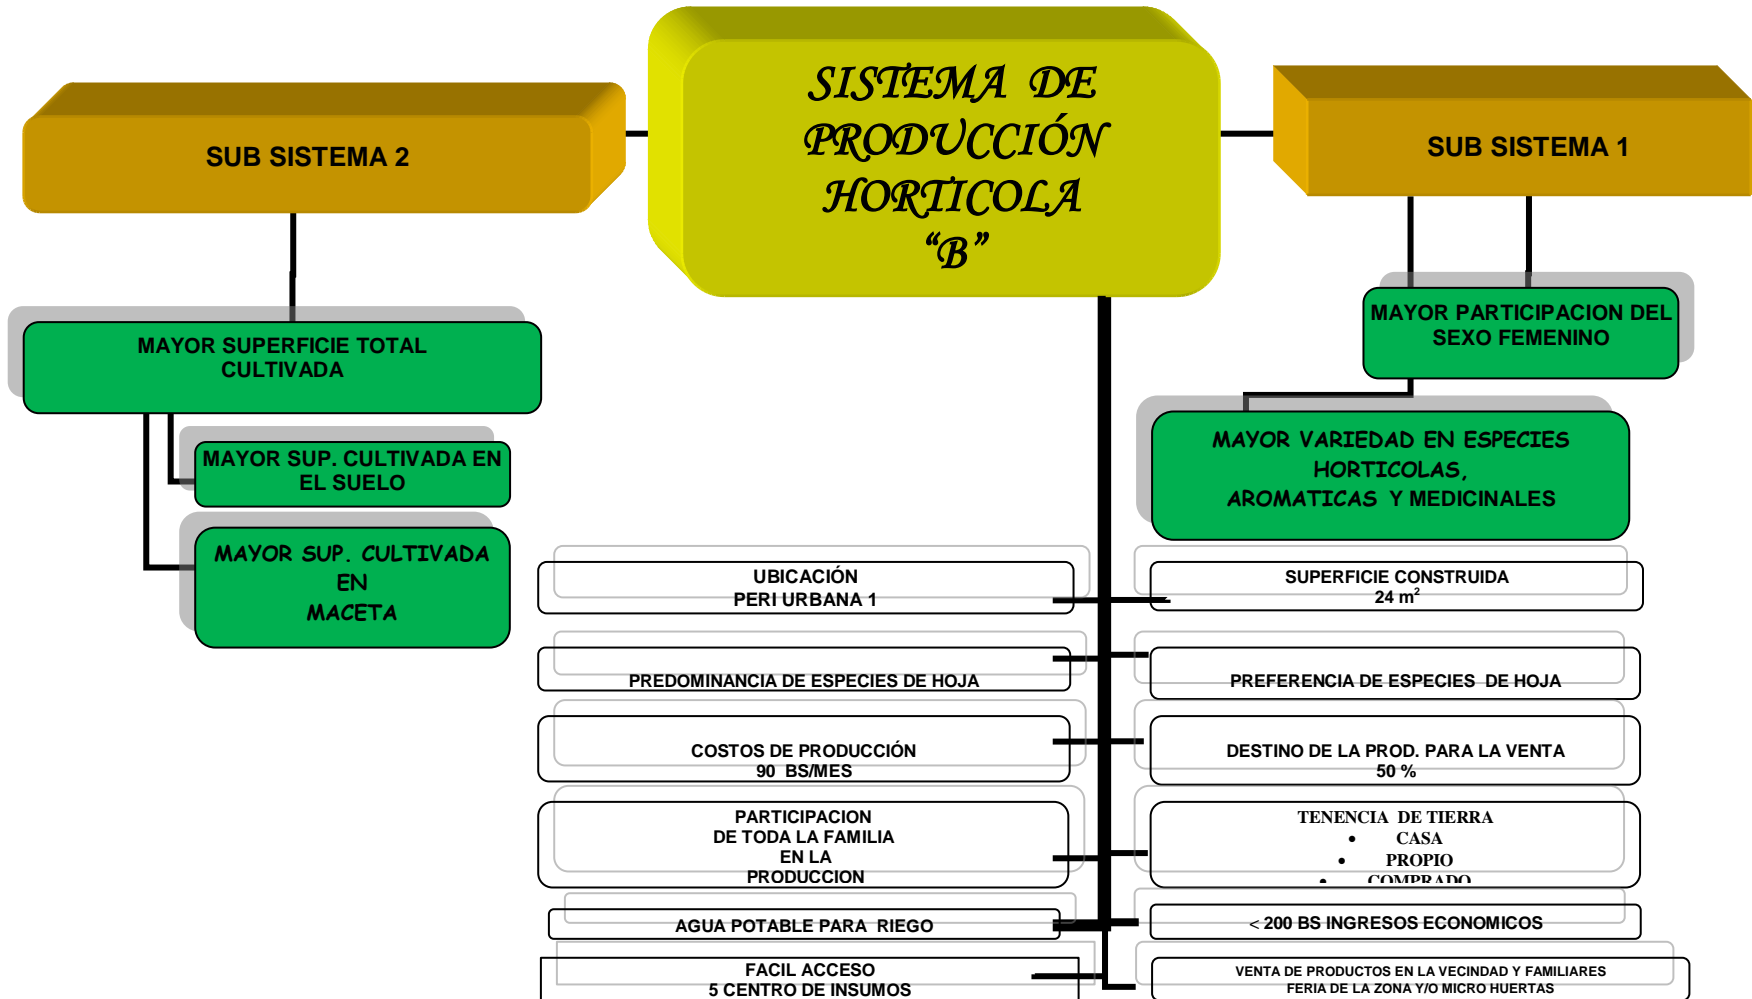 SISTEMA DE
PRODUCCIÓN
HORTICOLA
“B”
SUB SISTEMA 2
SUB SISTEMA 1
MAYOR SUPERFICIE TOTAL
CULTIVADA
MAYOR SUP. CULTIVADA EN
EL SUELO
MAYOR SUP. CULTIVADA
EN
MACETA
MAYOR PARTICIPACION DEL
SEXO FEMENINO
MAYOR VARIEDAD EN ESPECIES
HORTICOLAS,
AROMATICAS Y MEDICINALES
UBICACIÓN
PERI URBANA 1
SUPERFICIE CONSTRUIDA
24 m²
PREDOMINANCIA DE ESPECIES DE HOJA
PREFERENCIA DE ESPECIES DE HOJA
COSTOS DE PRODUCCIÓN
90 BS/MES
DESTINO DE LA PROD. PARA LA VENTA
50 %
PARTICIPACION
DE TODA LA FAMILIA
EN LA
PRODUCCION
TENENCIA DE TIERRA
• CASA
• PROPIO
• COMPRADO
AGUA POTABLE PARA RIEGO
< 200 BS INGRESOS ECONOMICOS
FACIL ACCESO
5 CENTRO DE INSUMOS
VENTA DE PRODUCTOS EN LA VECINDAD Y FAMILIARES
FERIA DE LA ZONA Y/O MICRO HUERTAS